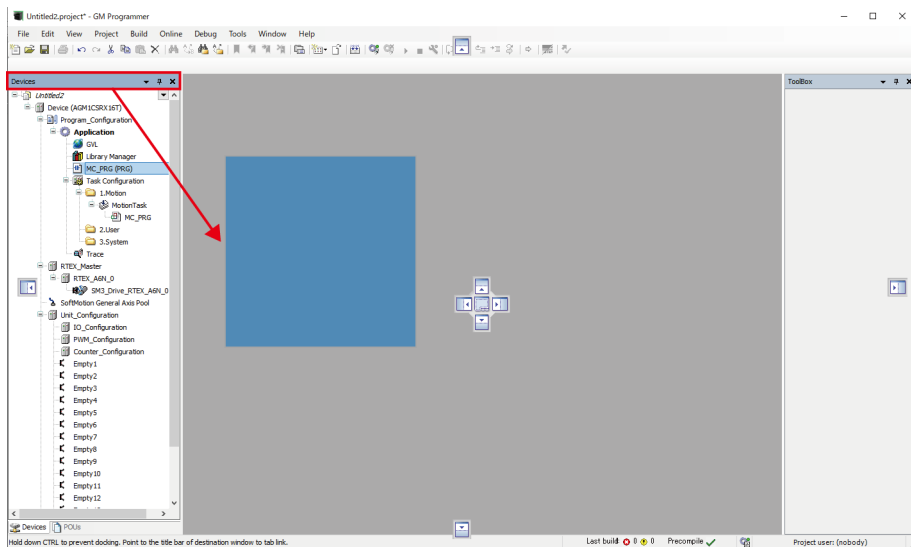 Untitled2.project* - GM Programmer
File Edit View Project Build Online Debug Tools Window Help
Devices
ToolBox
Untitled2
Device (AGM1CSRX16T)
Program_Configuration
Application
GVL
Library Manager
MC_PRG (PRG)
Task Configuration
1.Motion
MotionTask
MC_PRG
2.User
3.System
Trace
RTEX_Master
RTEX_A6N_0
SM3_Drive_RTEX_A6N_0
SoftMotion General Axis Pool
Unit_Configuration
IO_Configuration
PWM_Configuration
Counter_Configuration
Empty1
Empty2
Empty3
Empty4
Empty5
Empty6
Empty7
Empty8
Empty9
Empty10
Empty11
Empty12
Devices POUs
Hold down CTRL to prevent docking. Point to the title bar of destination window to tab link.
Last build: 0 0 Precompile
Project user: (nobody)